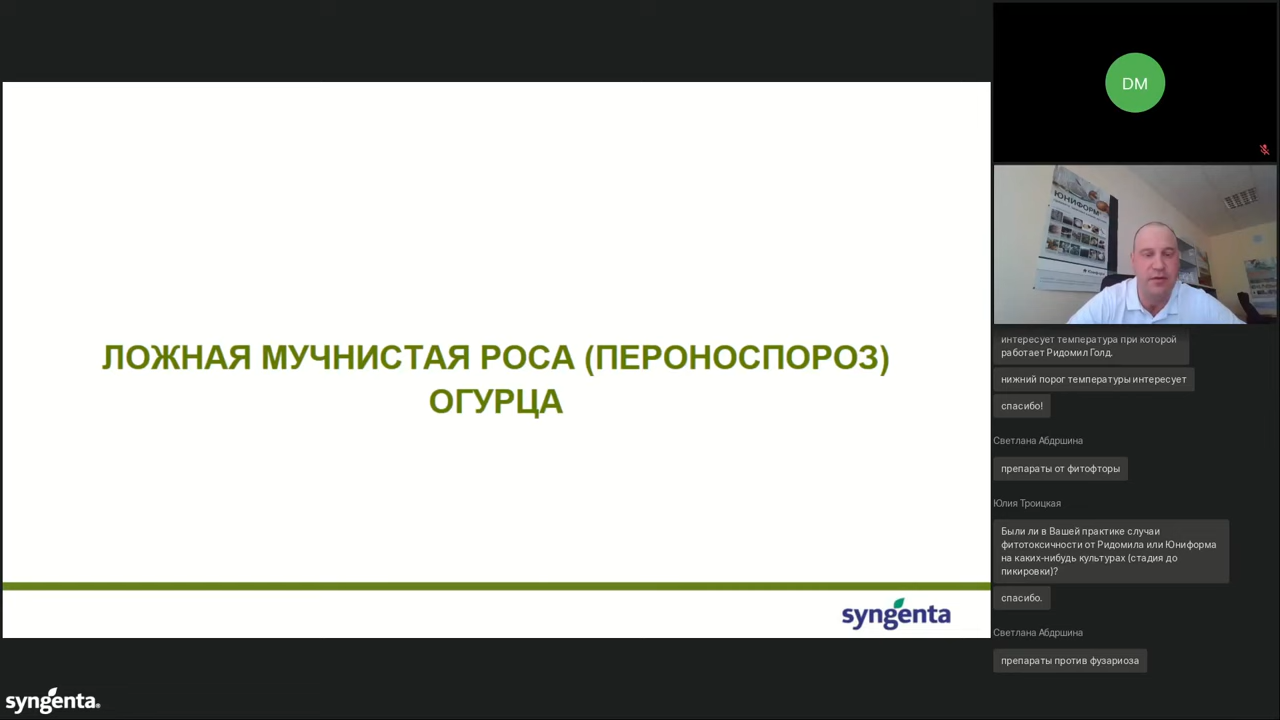 ЛОЖНАЯ МУЧНИСТАЯ РОСА (ПЕРОНОСПОРОЗ)
ОГУРЦА
syngenta
syngenta
DM
ЮНИФОРМ
интересует температура при которой
работает Ридомил Голд.
нижний порог температуры интересует
спасибо!
Светлана Абдршина
препараты от фитофторы
Юлия Троицкая
Были ли в Вашей практике случаи
фитотоксичности от Ридомила или Юниформа
на каких-нибудь культурах (стадия до
пикировки)?
спасибо.
Светлана Абдршина
препараты против фузариоза